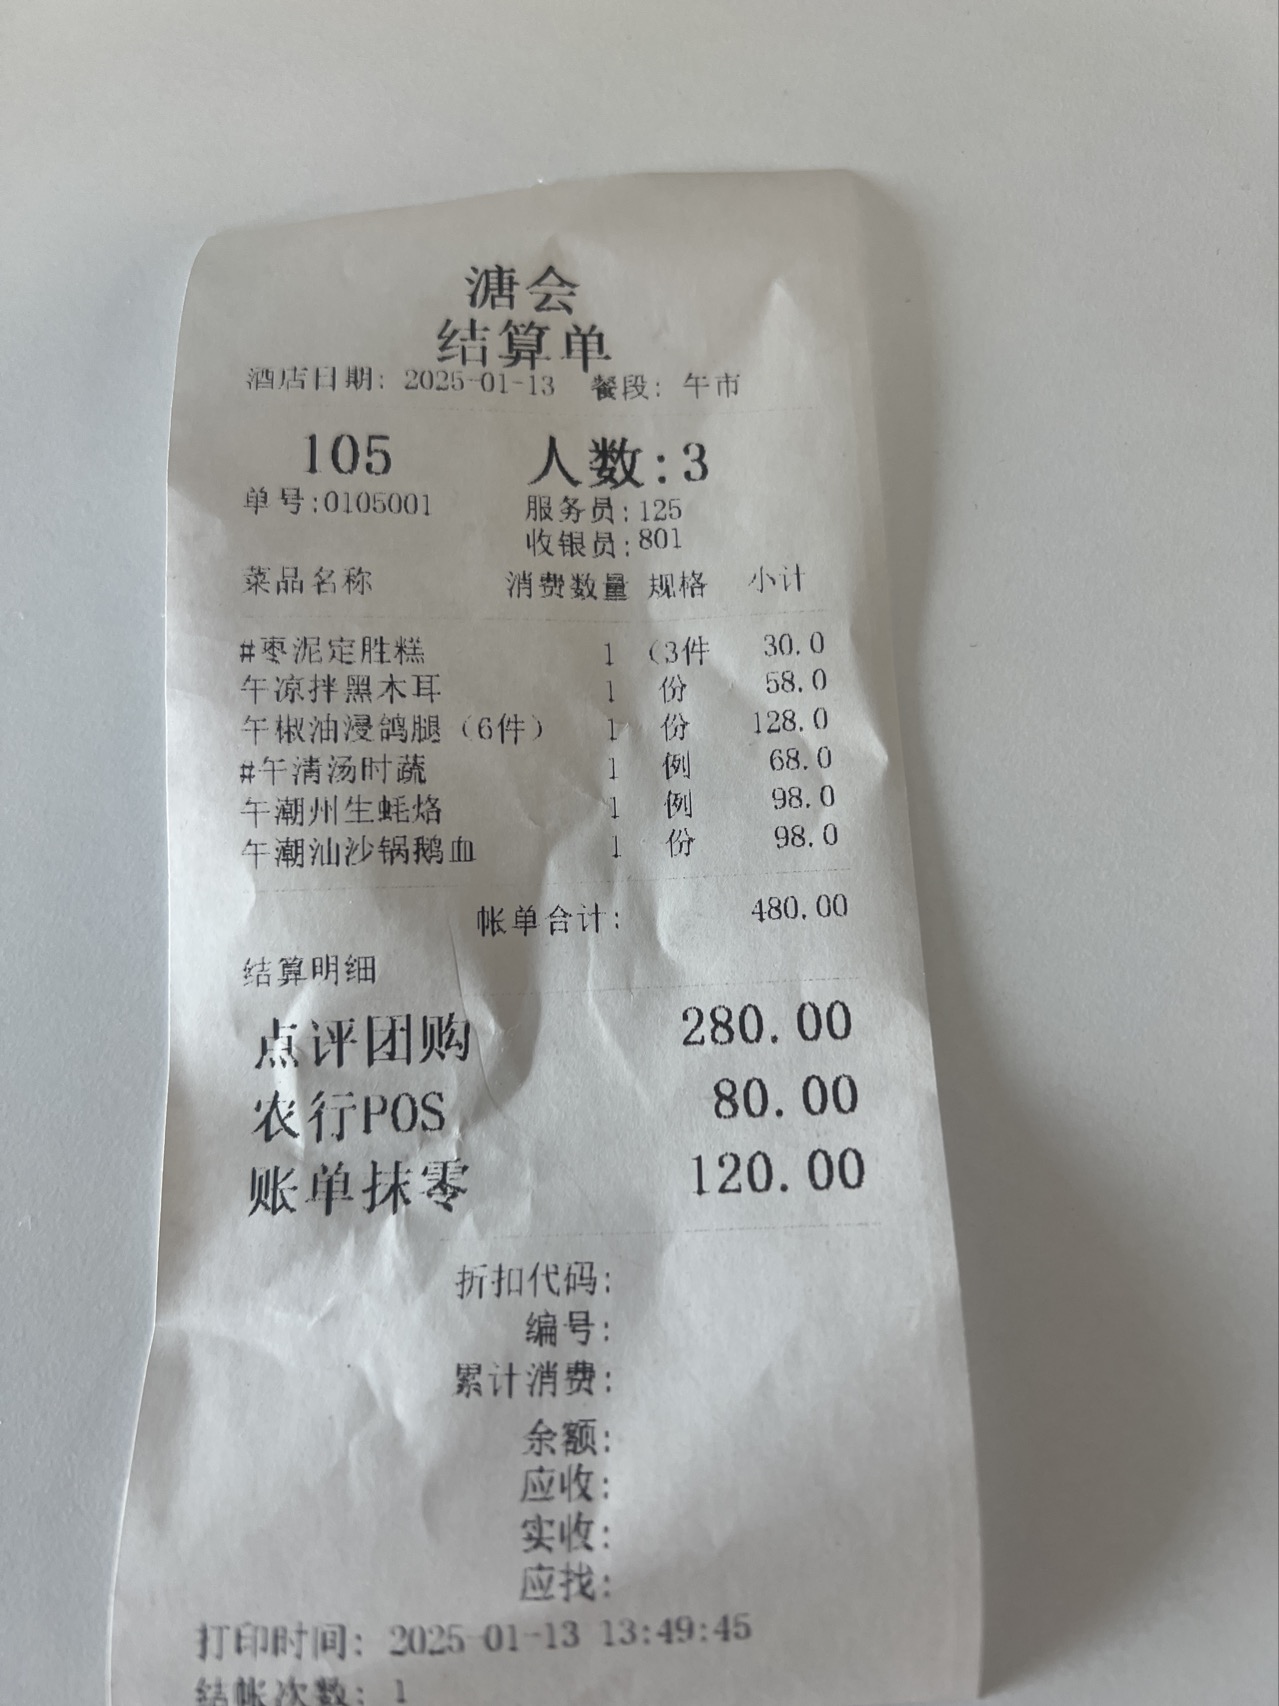 溏会
结算单
酒店日期: 2025-01-13 餐段: 午市
105 人数:3
单号:0105001 服务员:125
收银员:801
菜品名称 消费数量 规格 小计
#枣泥定胜糕 1 (3件 30.0
午凉拌黑木耳 1 份 58.0
午椒油浸鸽腿（6件） 1 份 128.0
#午清汤时蔬 1 例 68.0
午潮州生蚝烙 1 例 98.0
午潮汕沙锅鹅血 1 份 98.0
帐单合计: 480.00
结算明细
点评团购 280.00
农行POS 80.00
账单抹零 120.00
折扣代码:
编号:
累计消费:
余额:
应收:
实收:
应找:
打印时间: 2025-01-13 13:49:45
结帐次数: 1